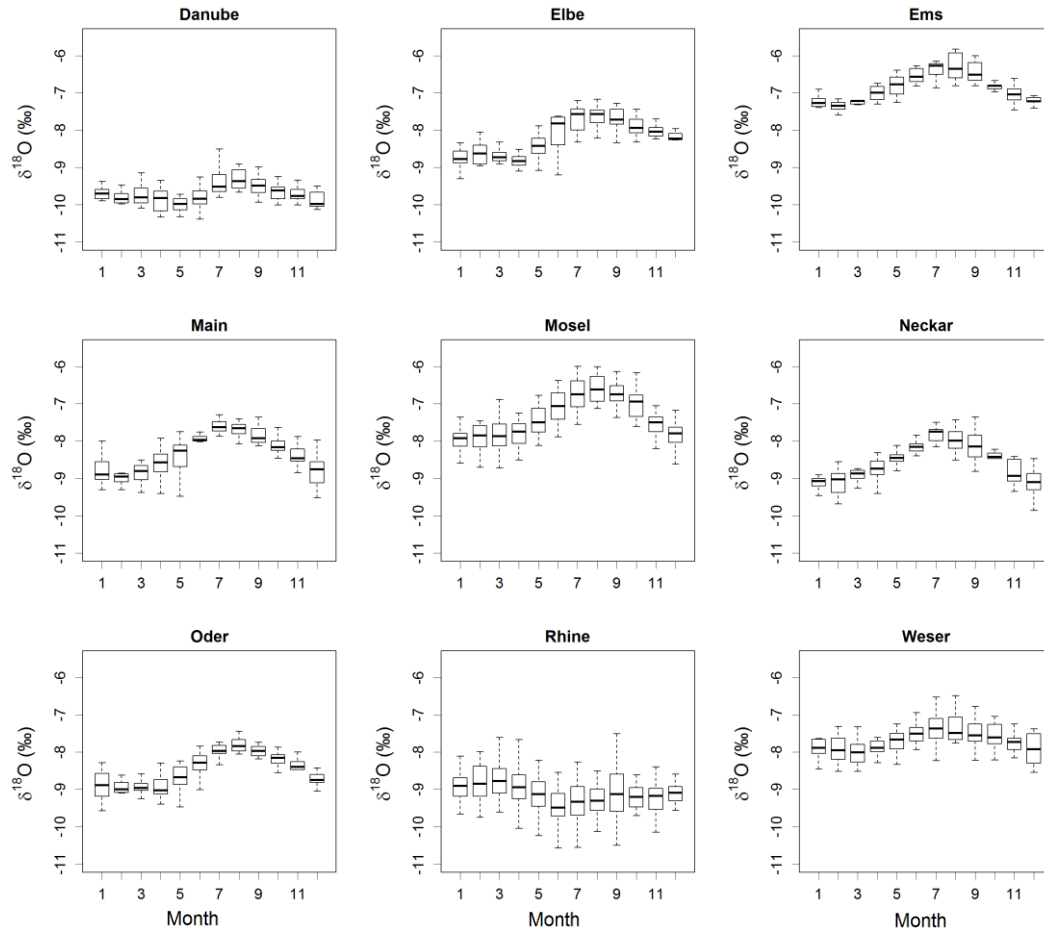 Danube
Elbe
Ems
δ18O (‰)
-6
-7
-8
-9
-10
-11
1 3 5 7 9 11
δ18O (‰)
-6
-7
-8
-9
-10
-11
1 3 5 7 9 11
δ18O (‰)
-6
-7
-8
-9
-10
-11
1 3 5 7 9 11
Main
Mosel
Neckar
δ18O (‰)
-6
-7
-8
-9
-10
-11
1 3 5 7 9 11
δ18O (‰)
-6
-7
-8
-9
-10
-11
1 3 5 7 9 11
δ18O (‰)
-6
-7
-8
-9
-10
-11
1 3 5 7 9 11
Oder
Rhine
Weser
δ18O (‰)
-6
-7
-8
-9
-10
-11
1 3 5 7 9 11
Month
δ18O (‰)
-6
-7
-8
-9
-10
-11
1 3 5 7 9 11
Month
δ18O (‰)
-6
-7
-8
-9
-10
-11
1 3 5 7 9 11
Month